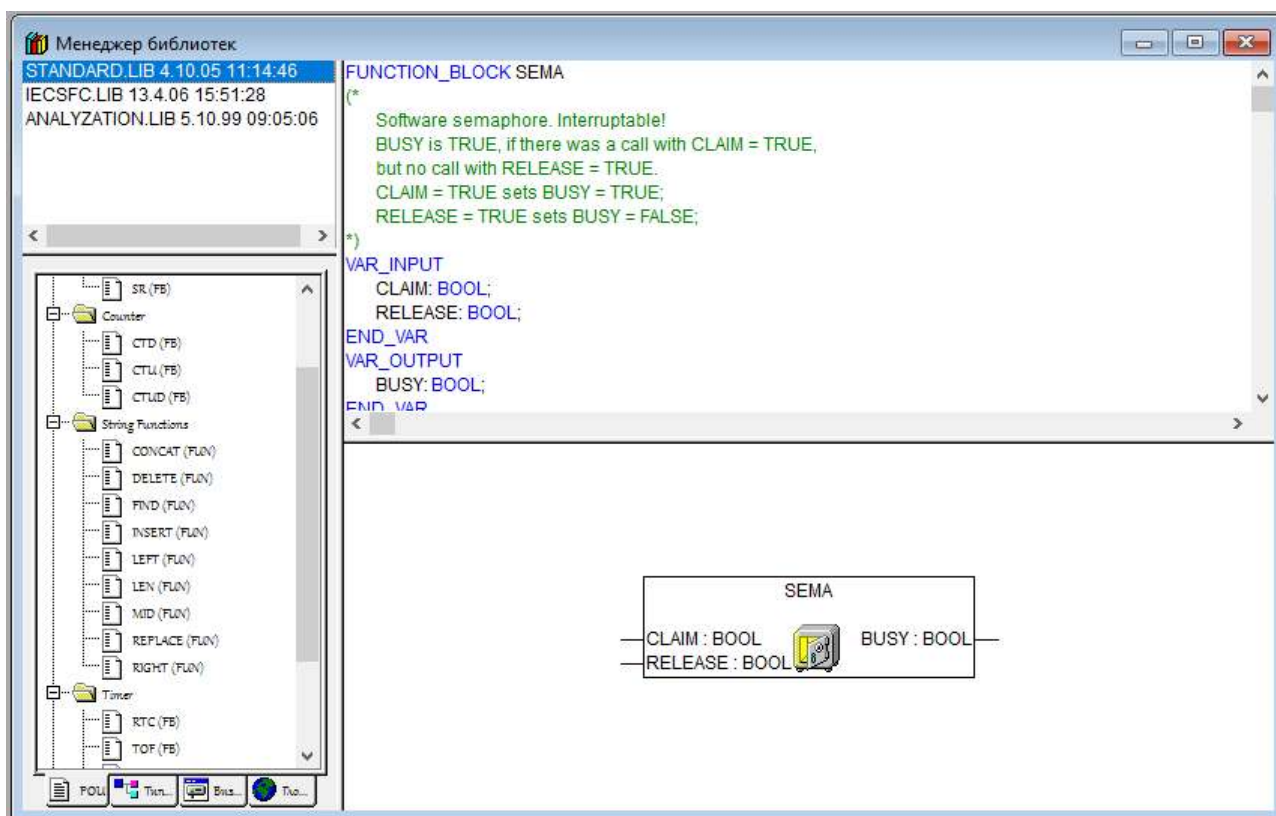 Менеджер библиотек
STANDARD.LIB 4.10.05 11:14:46
IECSFC.LIB 13.4.06 15:51:28
ANALYZATION.LIB 5.10.99 09:05:06
SR (FB)
Counter
CTD (FB)
CTU (FB)
CTUD (FB)
String Functions
CONCAT (FUN)
DELETE (FUN)
FIND (FUN)
INSERT (FUN)
LEFT (FUN)
LEN (FUN)
MID (FUN)
REPLACE (FUN)
RIGHT (FUN)
Timer
RTC (FB)
TOF (FB)
POU Тип... Виз... Гло...
FUNCTION_BLOCK SEMA
(*
Software semaphore. Interruptable!
BUSY is TRUE, if there was a call with CLAIM = TRUE,
but no call with RELEASE = TRUE.
CLAIM = TRUE sets BUSY = TRUE;
RELEASE = TRUE sets BUSY = FALSE;
*)
VAR_INPUT
CLAIM: BOOL;
RELEASE: BOOL;
END_VAR
VAR_OUTPUT
BUSY: BOOL;
END_VAR
SEMA
CLAIM : BOOL BUSY : BOOL
RELEASE : BOOL